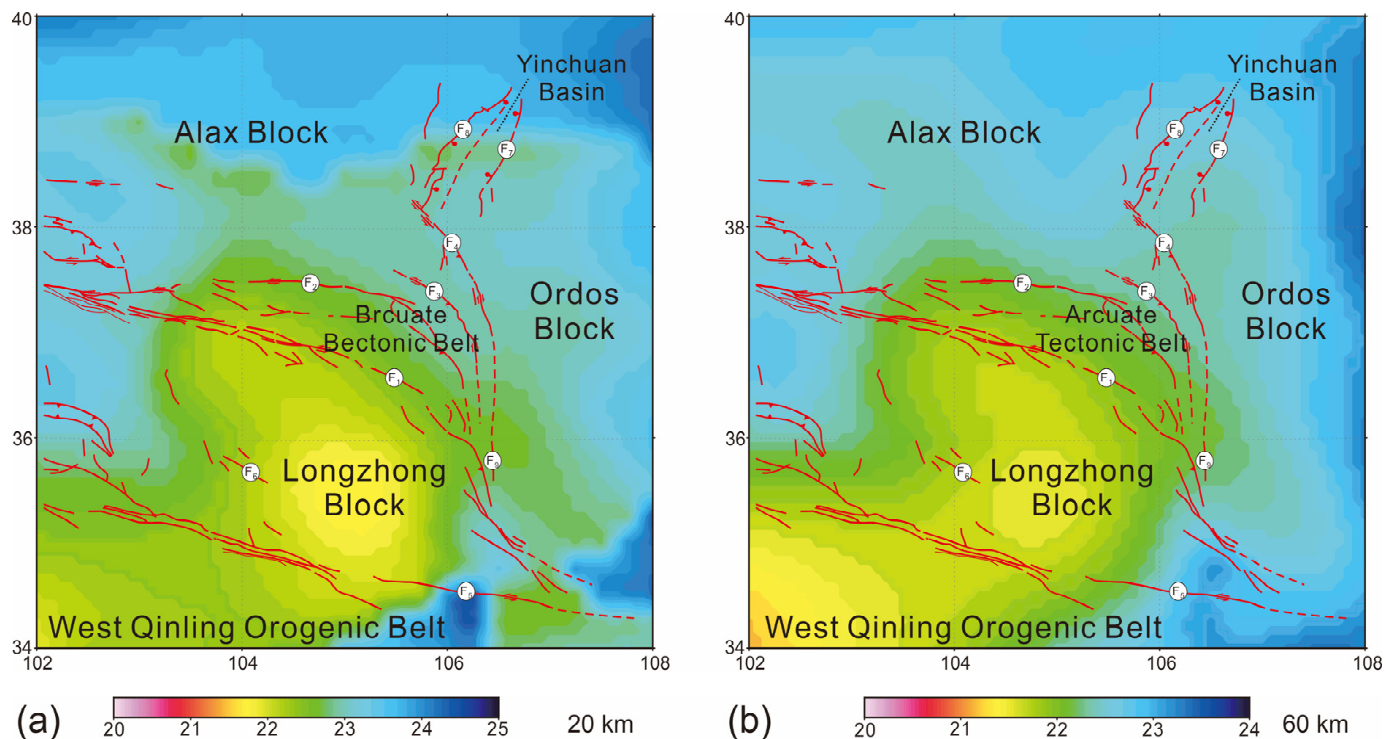 40
Yinchuan
Basin
Alax Block
F8
F7
38
F4
F2
F3
Brcuate
Bectonic Belt
Ordos
Block
F1
36
F6
F9
Longzhong
Block
F5
West Qinling Orogenic Belt
34
102 104 106 108
(a)
20 21 22 23 24 25
20 km
40
Yinchuan
Basin
Alax Block
F8
F7
38
F4
F2
F3
Arcuate
Tectonic Belt
Ordos
Block
F1
36
F6
F9
Longzhong
Block
F5
West Qinling Orogenic Belt
34
102 104 106 108
(b)
20 21 22 23 24
60 km